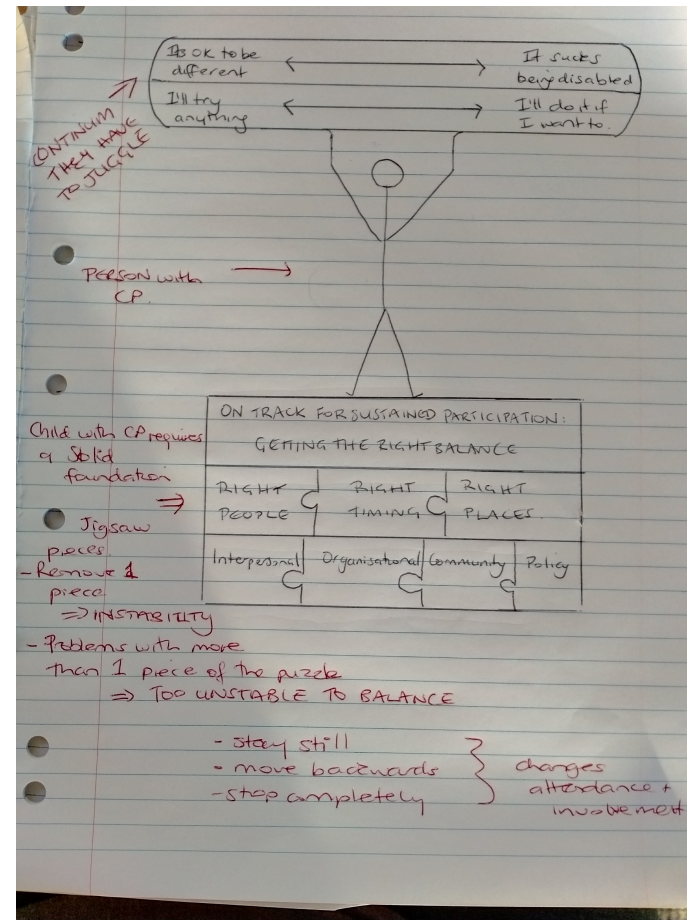 Its ok to be
different
It sucks
being disabled
I'll try
anything
I'll do it if
I want to.
CONTINUM
THEY HAVE
TO JUGGLE
PERSON with
CP.
ON TRACK FOR SUSTAINED PARTICIPATION:
GETTING THE RIGHT BALANCE
RIGHT
PEOPLE
RIGHT
TIMING
RIGHT
PLACES
Interpersonal
Organisational
Community
Policy
Child with CP requires
a Solid
foundation
Jigsaw
pieces
- Remove 1
piece
⇒ INSTABILITY
- Problems with more
than 1 piece of the puzzle
⇒ TOO UNSTABLE TO BALANCE
- stay still
- move backwards
- stop completely
changes
attendance +
involvement